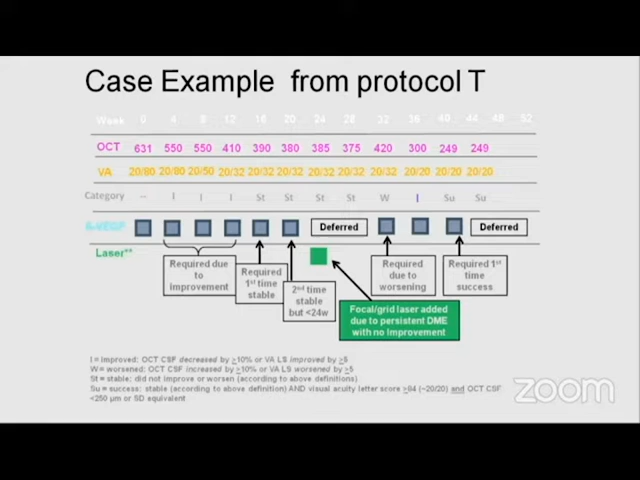 Case Example from protocol T
Week 0 4 8 12 16 20 24 28 32 36 40 44 48 52
OCT 631 550 550 410 390 380 385 375 420 300 249 249
VA 20/80 20/80 20/50 20/32 20/32 20/32 20/32 20/32 20/32 20/20 20/20 20/20
Category -- I I I St St St St W I Su Su
Deferred Deferred
Laser**
Required due to improvement
Required 1st time stable
2nd time stable but <24w
Focal/grid laser added due to persistent DME with no Improvement
Required due to worsening
Required 1st time success
I = improved: OCT CSF decreased by >10% or VA LS improved by >5
W = worsened: OCT CSF increased by >10% or VA LS worsened by >5
St = stable: did not improve or worsen (according to above definitions)
Su = success: stable (according to above definition) AND visual acuity letter score >84 (~20/20) and OCT CSF
<250 µm or SD equivalent
zoom